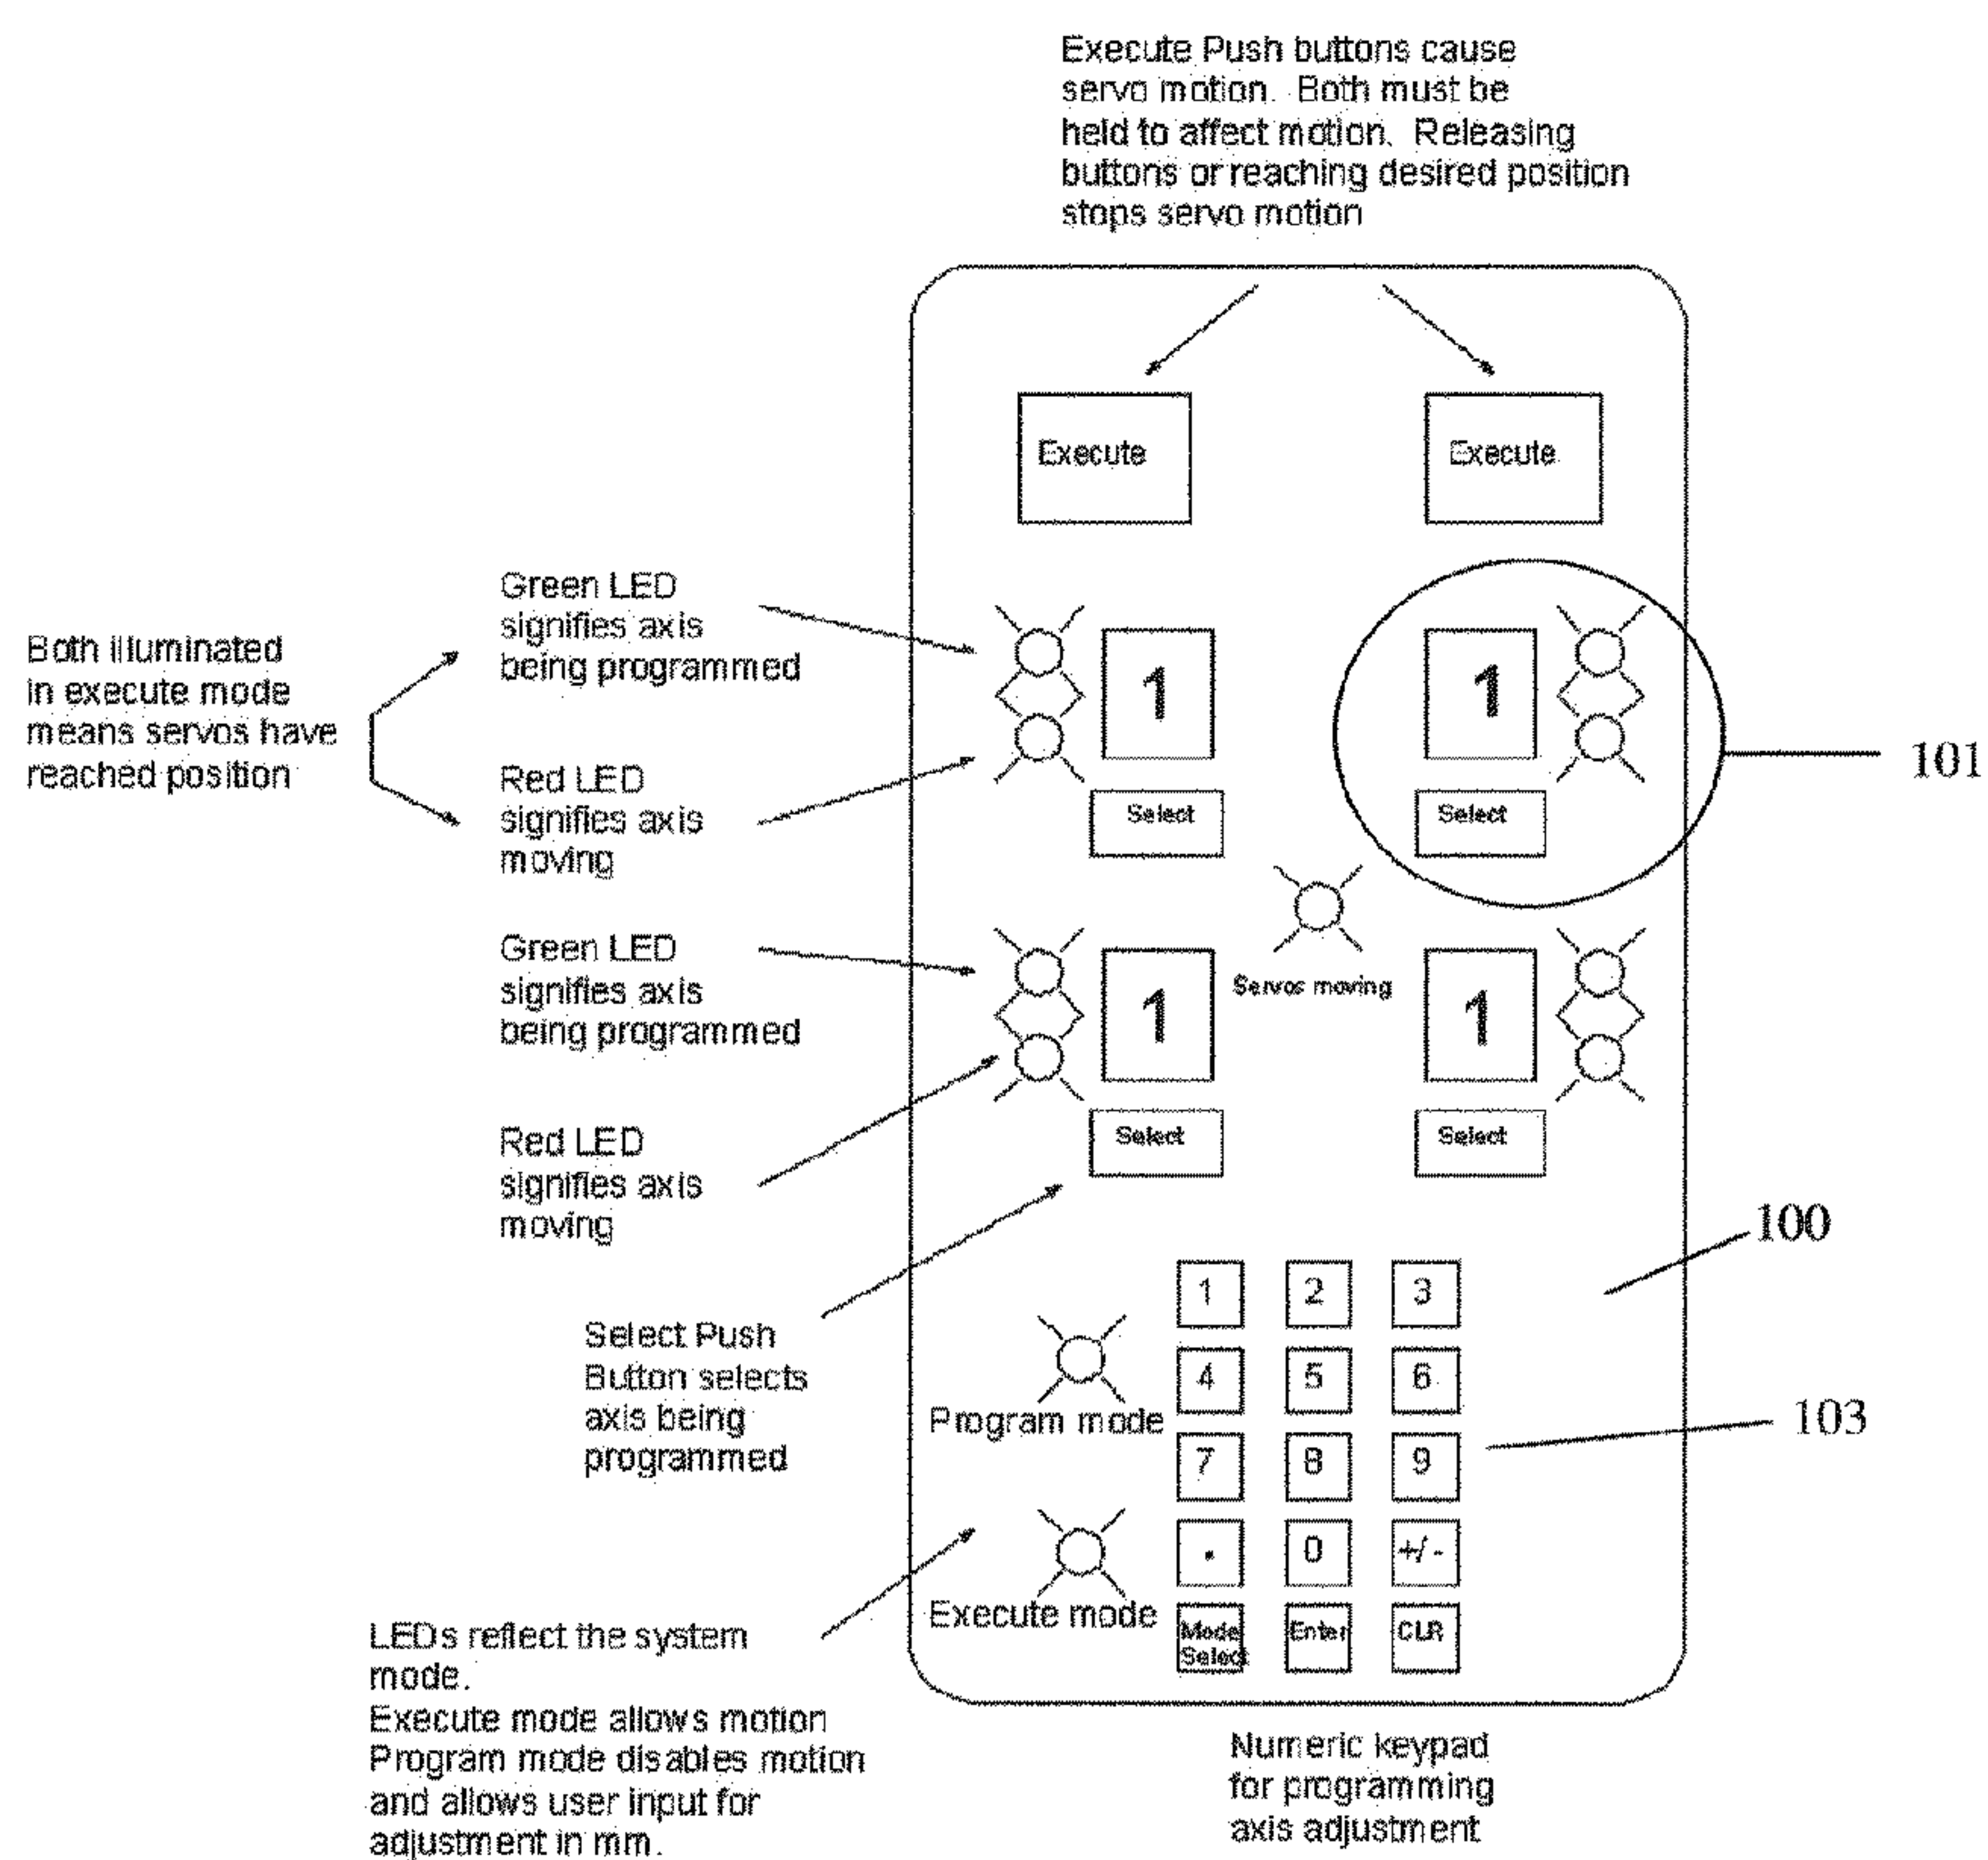 Execute Push buttons cause
servo motion. Both must be
held to affect motion. Releasing
buttons or reaching desired position
stops servo motion
Execute
Execute
Both illuminated
in execute mode
means servos have
reached position
Green LED
signifies axis
being programmed
Red LED
signifies axis
moving
1
1
Select
Select
101
Green LED
signifies axis
being programmed
Red LED
signifies axis
moving
1
Servos moving
1
Select
Select
Select Push
Button selects
axis being
programmed
100
1 2 3
4 5 6
Program mode
103
7 8 9
. 0 +/-
Execute mode
Mode
Select
Enter
CLR
LEDs reflect the system
mode.
Execute mode allows motion
Program mode disables motion
and allows user input for
adjustment in mm.
Numeric keypad
for programming
axis adjustment